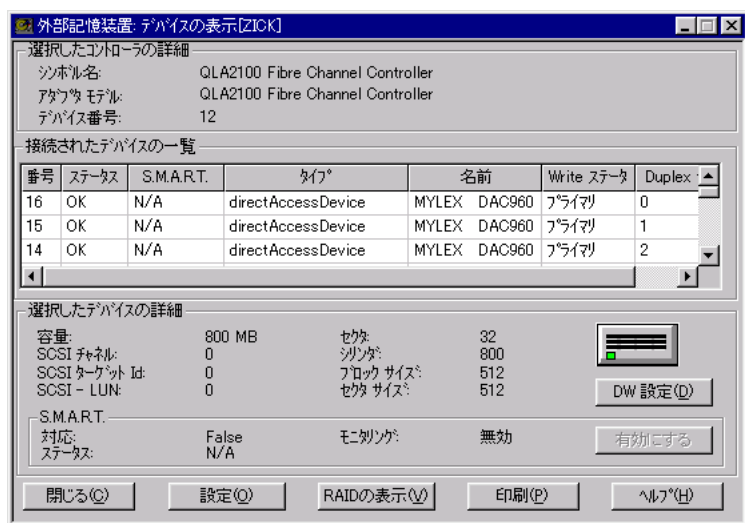 外部記憶装置: ﾃﾞﾊﾞｲｽの表示[ZICK]
選択したｺﾝﾄﾛｰﾗの詳細
ｼﾝﾎﾞﾙ名: QLA2100 Fibre Channel Controller
ｱﾀﾞﾌﾟﾀ ﾓﾃﾞﾙ: QLA2100 Fibre Channel Controller
ﾃﾞﾊﾞｲｽ番号: 12
接続されたﾃﾞﾊﾞｲｽの一覧
番号 ｽﾃｰﾀｽ S.M.A.R.T. ﾀｲﾌﾟ 名前 Write ｽﾃｰﾀ Duplex
16 OK N/A directAccessDevice MYLEX DAC960 ﾌﾟﾗｲﾏﾘ 0
15 OK N/A directAccessDevice MYLEX DAC960 ﾌﾟﾗｲﾏﾘ 1
14 OK N/A directAccessDevice MYLEX DAC960 ﾌﾟﾗｲﾏﾘ 2
選択したﾃﾞﾊﾞｲｽの詳細
容量: 800 MB ｾｸﾀ: 32
SCSI ﾁｬﾈﾙ: 0 ｼﾘﾝﾀﾞ: 800
SCSI ﾀｰｹﾞｯﾄ Id: 0 ﾌﾞﾛｯｸ ｻｲｽﾞ: 512
SCSI - LUN: 0 ｾｸﾀ ｻｲｽﾞ: 512
DW 設定(D)
S.M.A.R.T.
対応: False ﾓﾆﾀﾘﾝｸﾞ: 無効
ｽﾃｰﾀｽ: N/A
有効にする
閉じる(C) 設定(O) RAIDの表示(V) 印刷(P) ﾍﾙﾌﾟ(H)